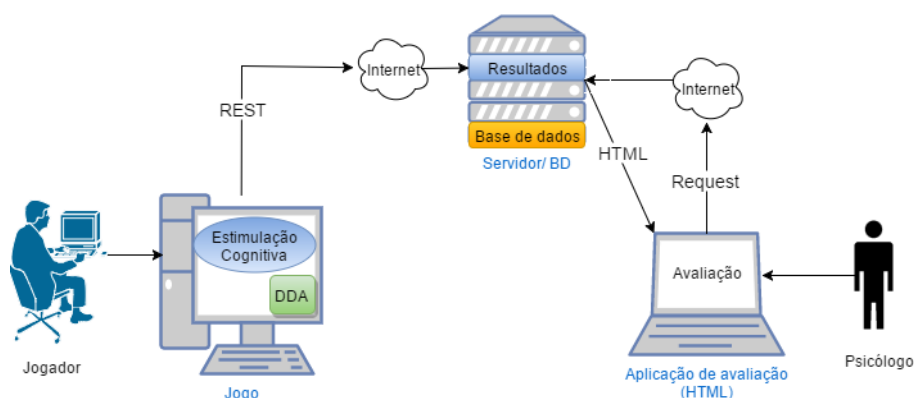 Internet
Resultados
Internet
REST
Base de dados
Servidor/ BD
HTML
Request
Estimulação
Cognitiva
DDA
Avaliação
Jogador
Jogo
Aplicação de avaliação
(HTML)
Psicólogo